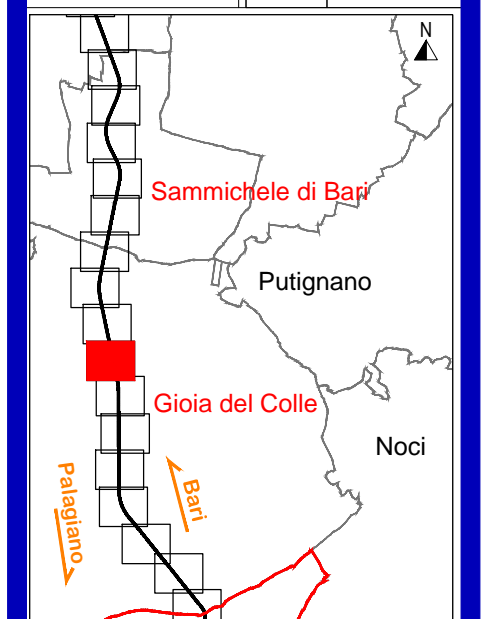 N
Sammichele di Bari
Putignano
Gioia del Colle
Noci
Bari
Palagiano